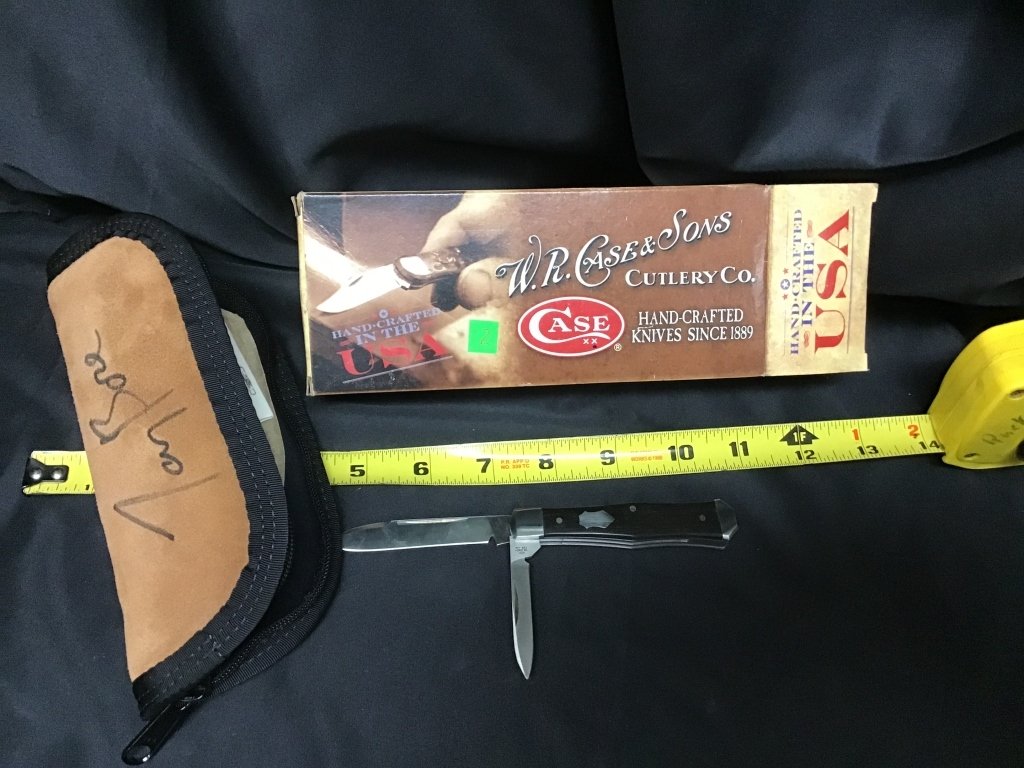 W.R. CASE & SONS
CUTLERY CO.
CASE
XX
®
HAND-CRAFTED
KNIVES SINCE 1889
HAND-CRAFTED
IN THE
USA
HAND-CRAFTED
IN THE
USA
5 6 7 8 9 10 11 1F 12 13 14
1 2